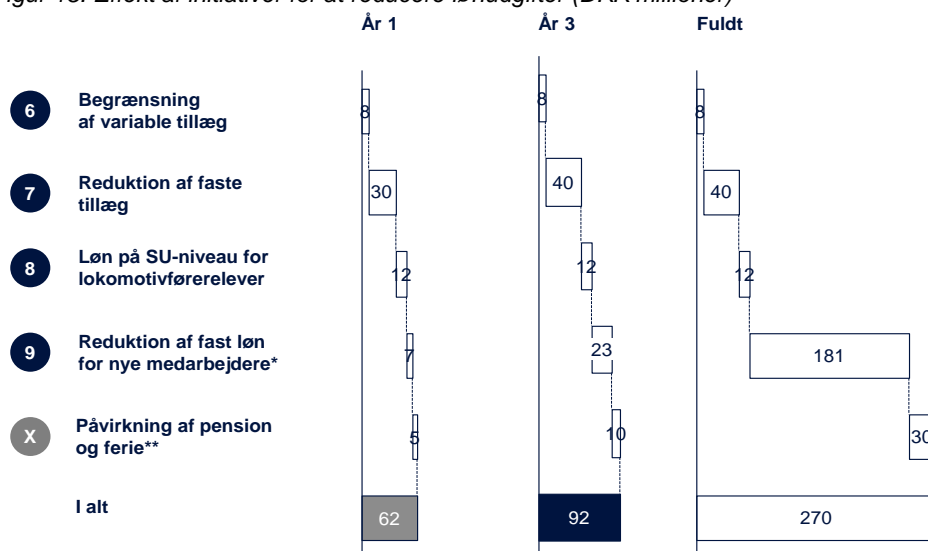 År 1 År 3 Fuldt
6 Begrænsning
af variable tillæg
8 8 8
7 Reduktion af faste
tillæg
30 40 40
8 Løn på SU-niveau for
lokomotivførerelever
12 12 12
9 Reduktion af fast løn
for nye medarbejdere*
7 23 181
X Påvirkning af pension
og ferie**
5 10 30
I alt
62 92 270